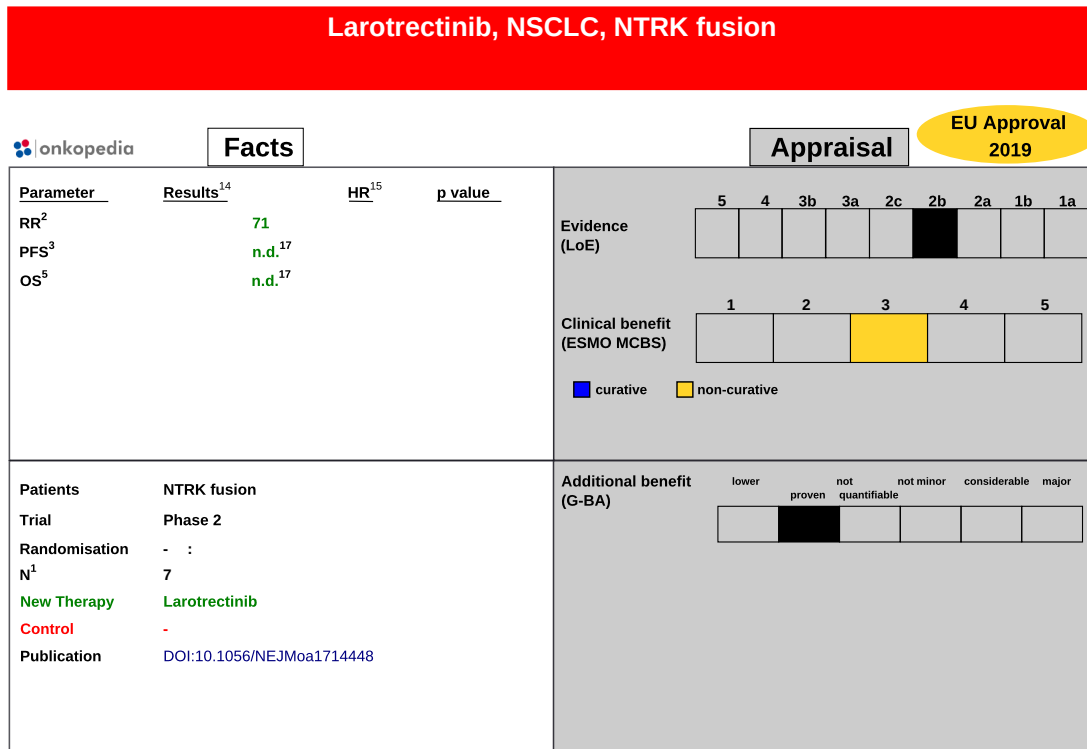 Larotrectinib, NSCLC, NTRK fusion
onkopedia
Facts
Appraisal
EU Approval
2019
Parameter Results14 HR15 p value
RR2 71
PFS3 n.d.17
OS5 n.d.17
Evidence
(LoE)
5 4 3b 3a 2c 2b 2a 1b 1a
Clinical benefit
(ESMO MCBS)
1 2 3 4 5
curative non-curative
Patients NTRK fusion
Trial Phase 2
Randomisation - :
N1 7
New Therapy Larotrectinib
Control -
Publication DOI:10.1056/NEJMoa1714448
Additional benefit
(G-BA)
lower not not minor considerable major
proven quantifiable